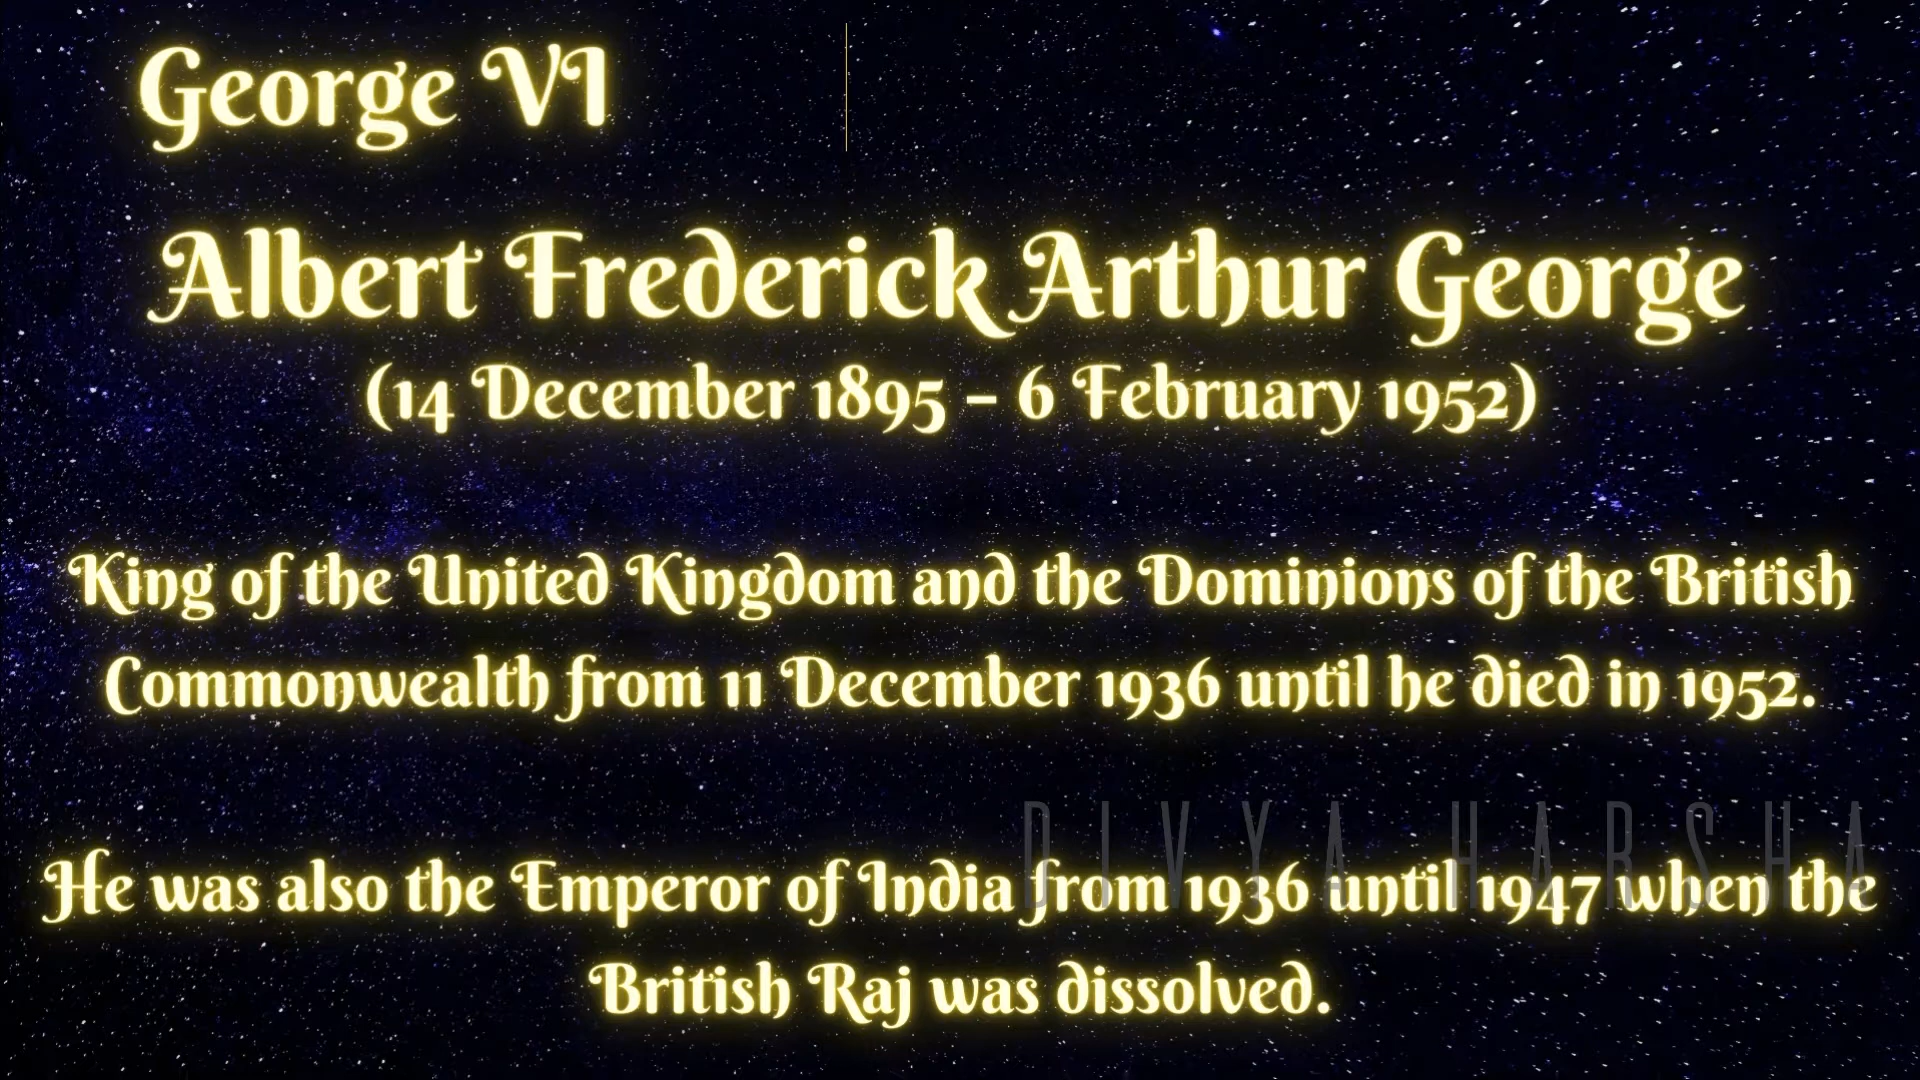 George VI
Albert Frederick Arthur George
(14 December 1895 – 6 February 1952)
King of the United Kingdom and the Dominions of the British
Commonwealth from 11 December 1936 until he died in 1952.
DIVYA HARSHA
He was also the Emperor of India from 1936 until 1947 when the
British Raj was dissolved.